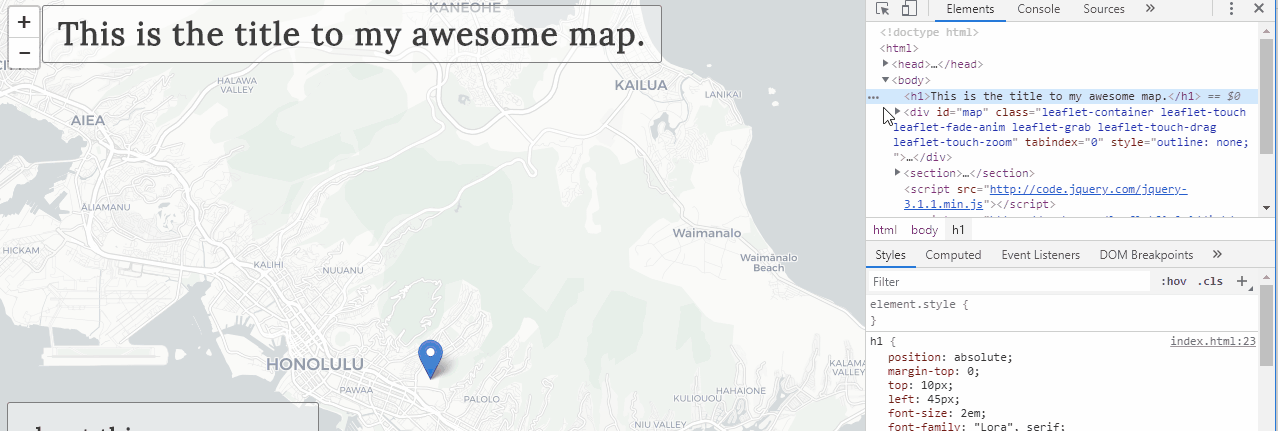 +
−
This is the title to my awesome map.
KANEOHE
HALAWA
VALLEY
KAILUA
LANIKAI
AIEA
ĀLIAMANU
Waimanalo
HICKAM
KALIHI
NUUANU
Waimānalo
Beach
HONOLULU
PAWAA
PALOLO
HAHAIONE
KULIOUOU
KALAMA
VALLEY
NIU VALLEY
Elements Console Sources » ⋮ ✕
<!doctype html>
<html>
▶<head>…</head>
▼<body>
••• <h1>This is the title to my awesome map.</h1> == $0
▶<div id="map" class="leaflet-container leaflet-touch
leaflet-fade-anim leaflet-grab leaflet-touch-drag
leaflet-touch-zoom" tabindex="0" style="outline: none;
">…</div>
▶<section>…</section>
<script src="http://code.jquery.com/jquery-
3.1.1.min.js"></script>
html body h1
Styles Computed Event Listeners DOM Breakpoints »
Filter :hov .cls +
element.style {
}
h1 { index.html:23
position: absolute;
margin-top: 0;
top: 10px;
left: 45px;
font-size: 2em;
font-family: "Lora", serif;